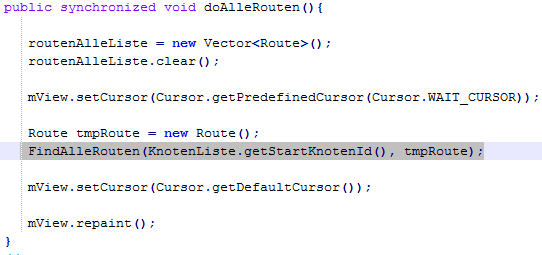 public synchronized void doAlleRouten(){
routenAlleListe = new Vector<Route>();
routenAlleListe.clear();
mView.setCursor(Cursor.getPredefinedCursor(Cursor.WAIT_CURSOR));
Route tmpRoute = new Route();
FindAlleRouten(KnotenListe.getStartKnotenId(), tmpRoute);
mView.setCursor(Cursor.getDefaultCursor());
mView.repaint();
}